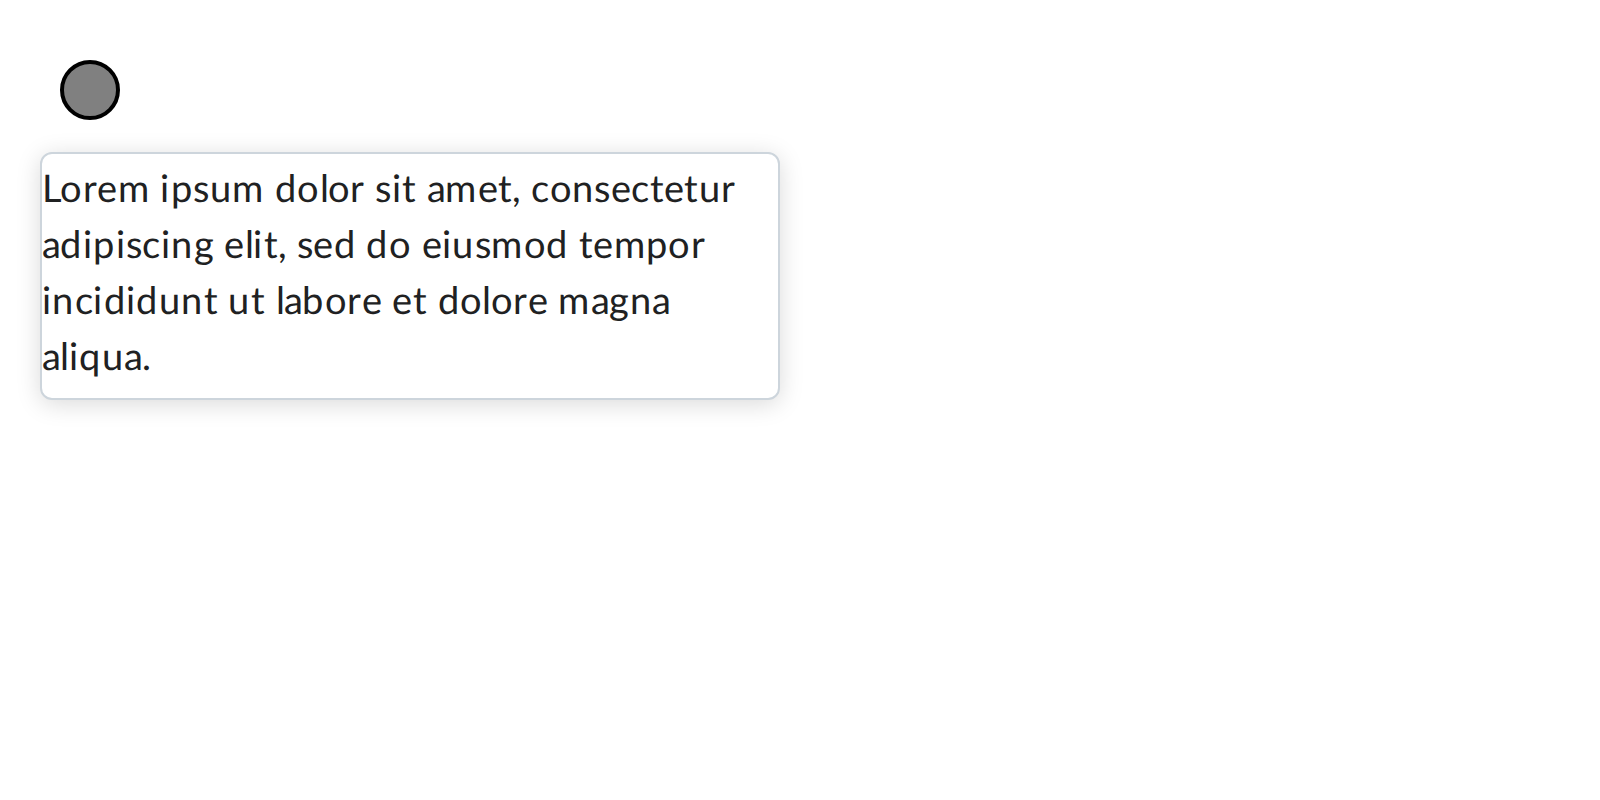 Lorem ipsum dolor sit amet, consectetur
adipiscing elit, sed do eiusmod tempor
incididunt ut labore et dolore magna
aliqua.